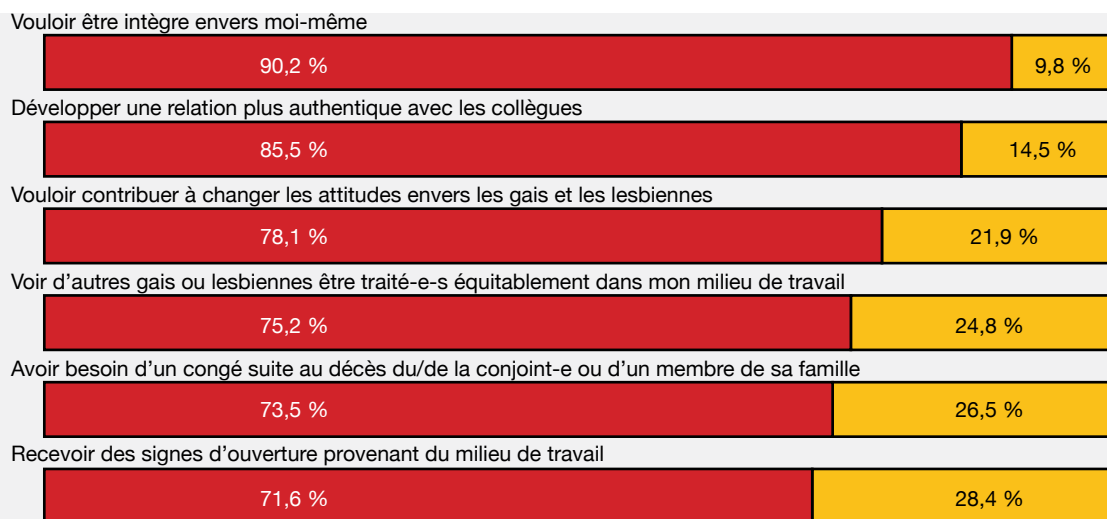 Vouloir être intègre envers moi-même
90,2 % 9,8 %
Développer une relation plus authentique avec les collègues
85,5 % 14,5 %
Vouloir contribuer à changer les attitudes envers les gais et les lesbiennes
78,1 % 21,9 %
Voir d’autres gais ou lesbiennes être traité-e-s équitablement dans mon milieu de travail
75,2 % 24,8 %
Avoir besoin d’un congé suite au décès du/de la conjoint-e ou d’un membre de sa famille
73,5 % 26,5 %
Recevoir des signes d’ouverture provenant du milieu de travail
71,6 % 28,4 %